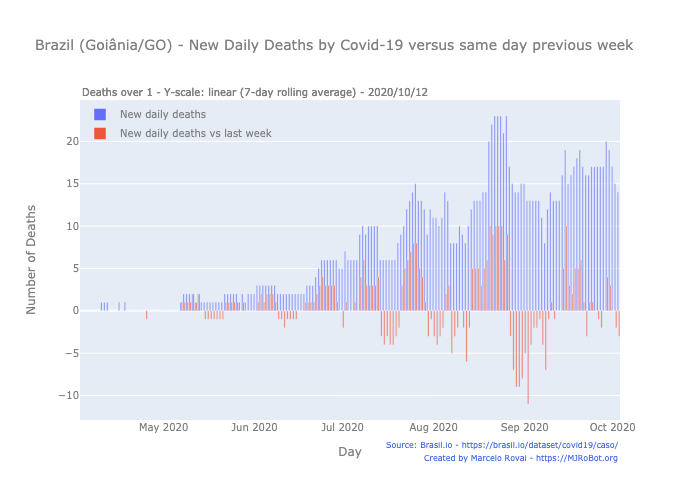 Brazil (Goiânia/GO) - New Daily Deaths by Covid-19 versus same day previous week
Deaths over 1 - Y-scale: linear (7-day rolling average) - 2020/10/12
New daily deaths
New daily deaths vs last week
20
15
10
5
0
−5
−10
Number of Deaths
May 2020
Jun 2020
Jul 2020
Aug 2020
Sep 2020
Oct 2020
Day
Source: Brasil.io - https://brasil.io/dataset/covid19/caso/
Created by Marcelo Rovai - https://MJRoBot.org